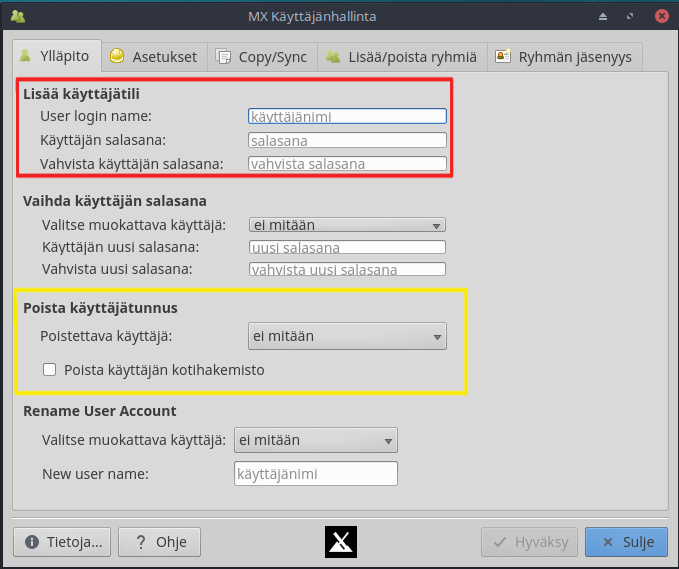 MX Käyttäjänhallinta
Ylläpito Asetukset Copy/Sync Lisää/poista ryhmiä Ryhmän jäsenyys
Lisää käyttäjätili
User login name: käyttäjänimi
Käyttäjän salasana: salasana
Vahvista käyttäjän salasana: vahvista salasana
Vaihda käyttäjän salasana
Valitse muokattava käyttäjä: ei mitään
Käyttäjän uusi salasana: uusi salasana
Vahvista uusi salasana: vahvista uusi salasana
Poista käyttäjätunnus
Poistettava käyttäjä: ei mitään
Poista käyttäjän kotihakemisto
Rename User Account
Valitse muokattava käyttäjä: ei mitään
New user name: käyttäjänimi
Tietoja... ? Ohje Hyväksy Sulje